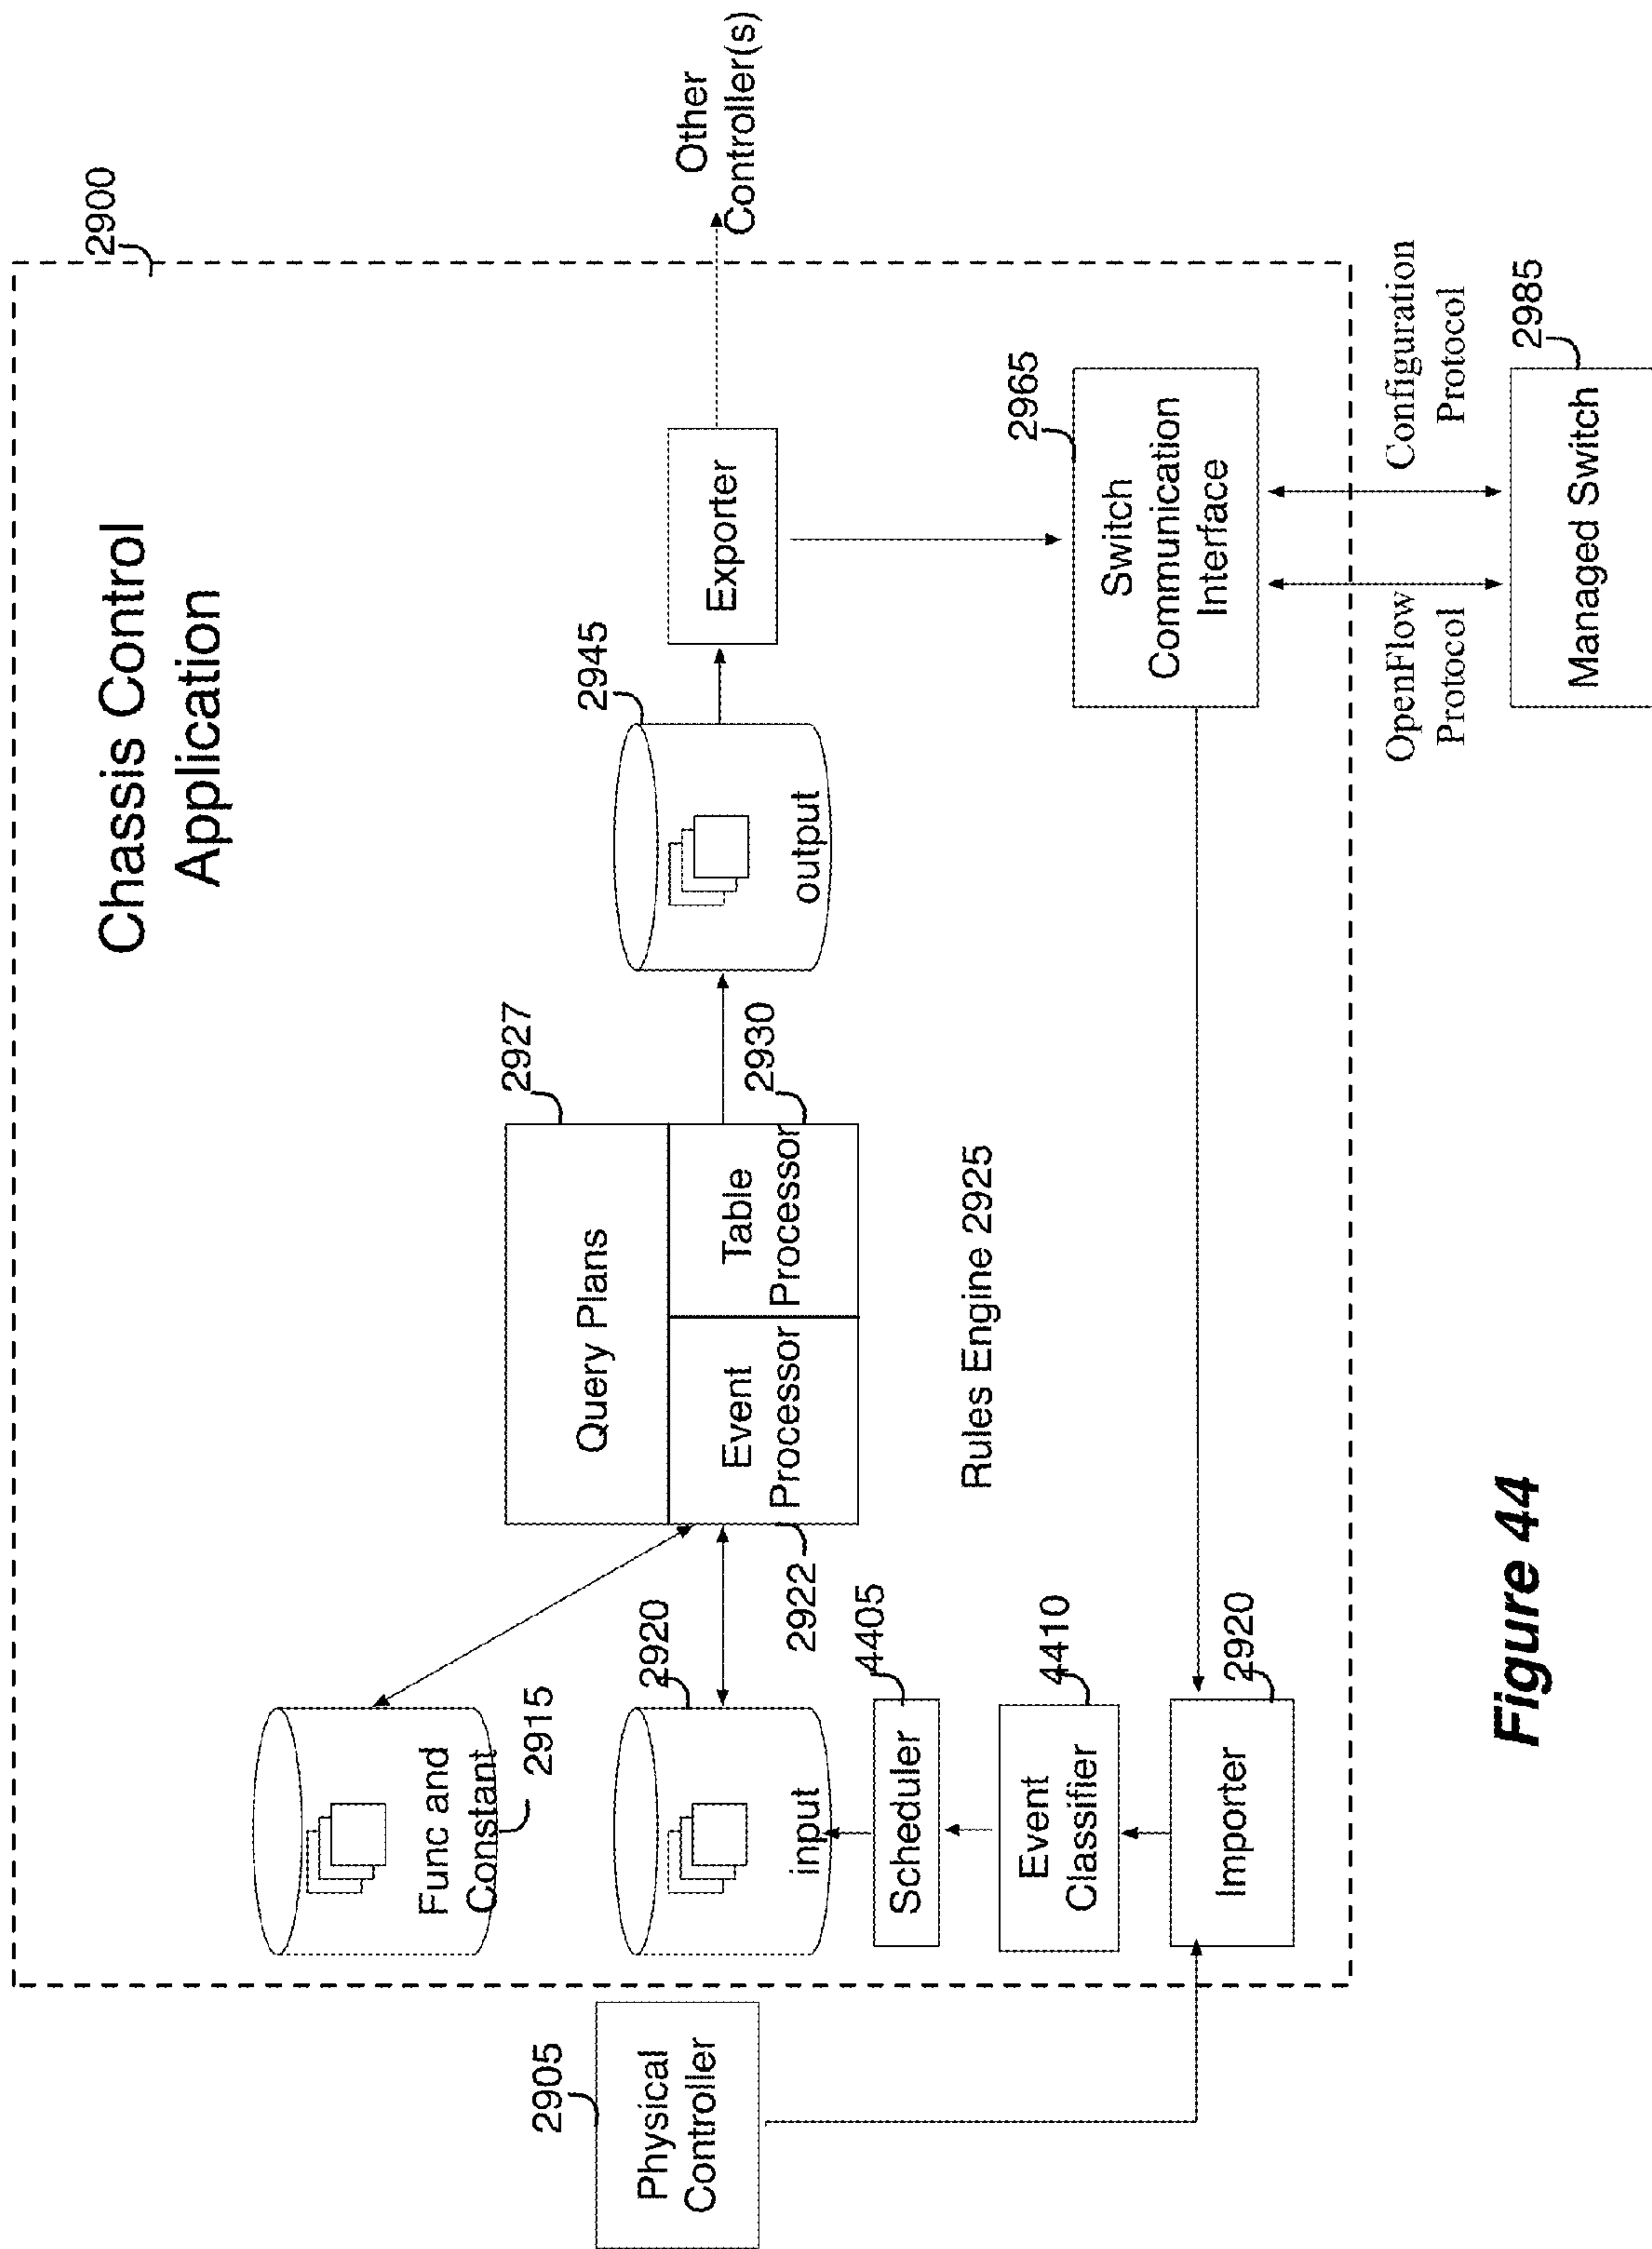 Chassis Control
Application
2900
Other
Controller(s)
2905
Physical
Controller
Func and
Constant
2915
2920
input
2922
Query Plans
2927
Event
Processor
Table
Processor
2930
Rules Engine 2925
2945
output
Exporter
Scheduler
4405
Event
Classifier
4410
Importer
2920
2965
Switch
Communication
Interface
OpenFlow
Protocol
Configuration
Protocol
2985
Managed Switch
Figure 44